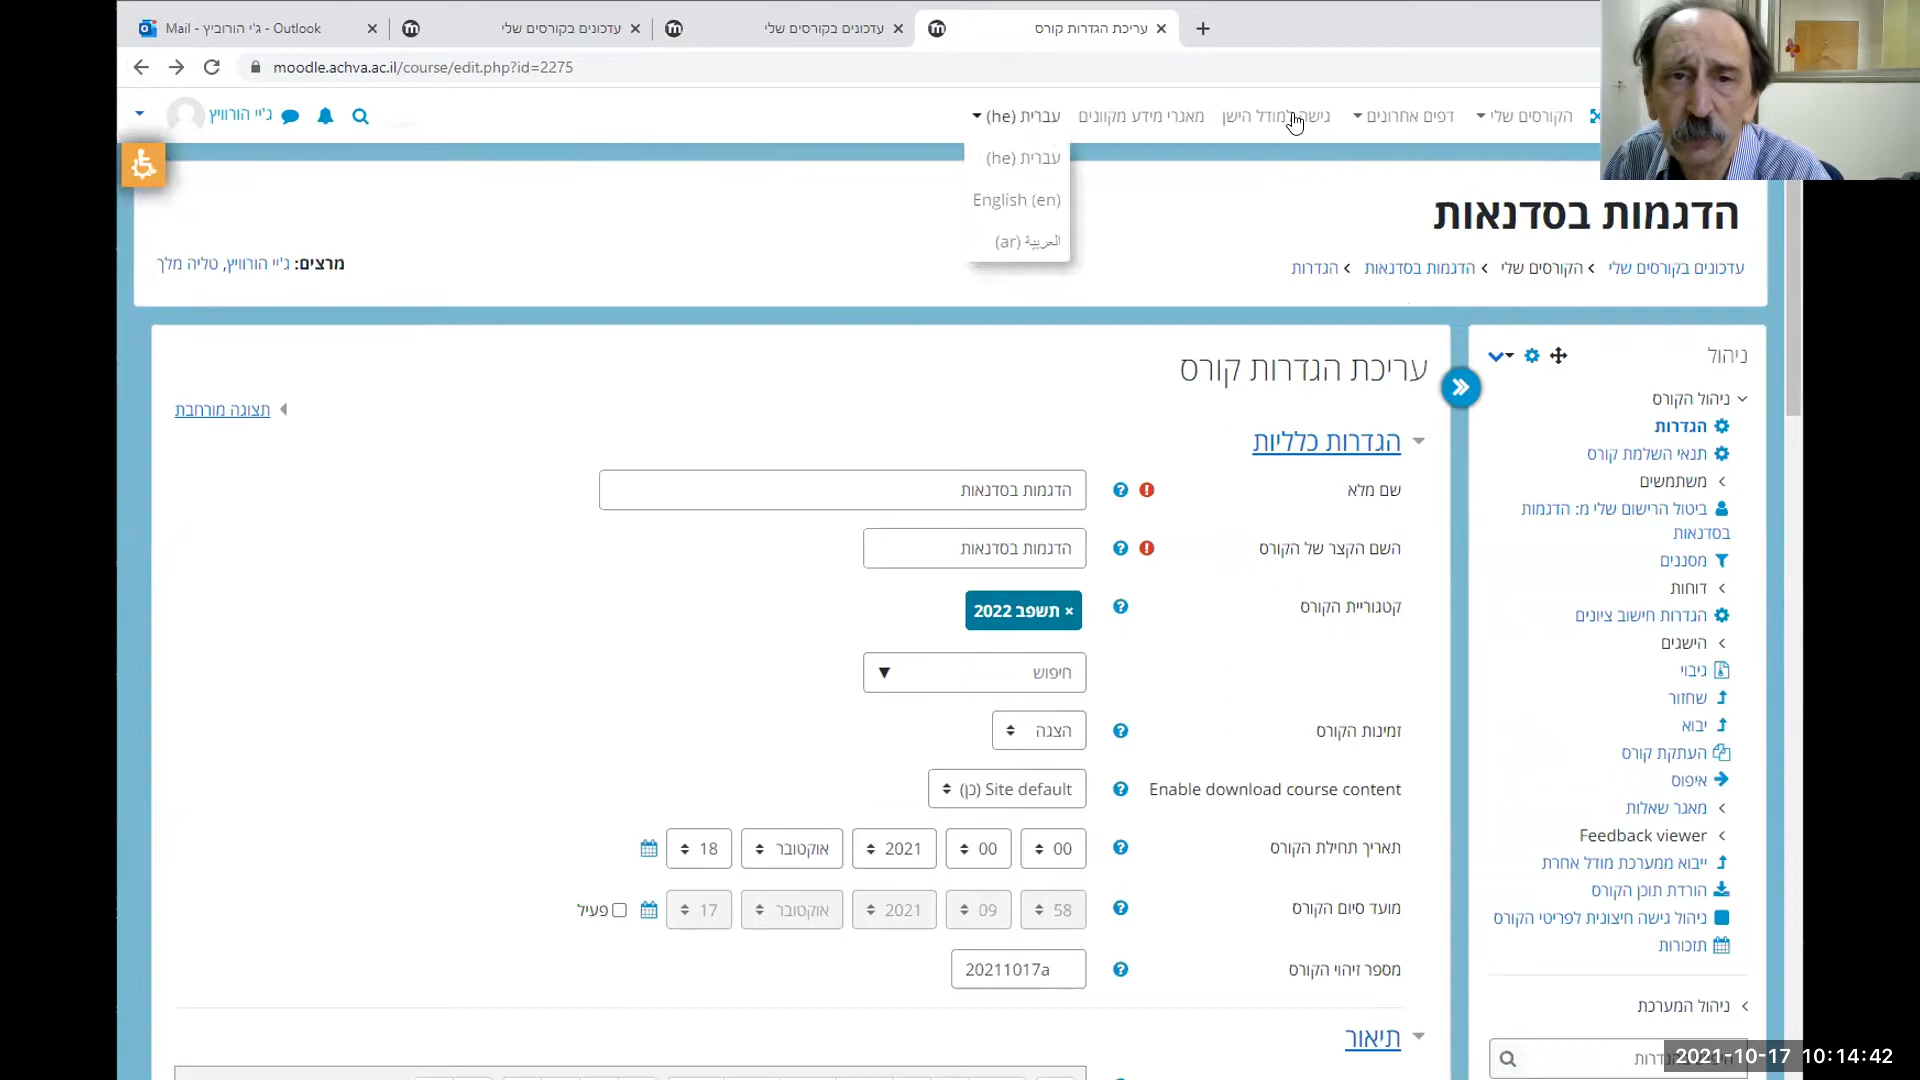 Mail - ג'י הורוביץ - Outlook
עדכונים בקורסים שלי
עדכונים בקורסים שלי
עריכת הגדרות קורס
moodle.achva.ac.il/course/edit.php?id=2275
הקורסים שלי
דפים אחרונים
גישה למודל הישן
מאגרי מידע מקוונים
עברית ‎(he)‎
ג'יי הורוויץ
עברית ‎(he)‎
English ‎(en)‎
العربية ‎(ar)‎
הדגמות בסדנאות
עדכונים בקורסים שלי › הקורסים שלי › הדגמות בסדנאות › הגדרות
מרצים: ג'יי הורוויץ, טליה מלך
עריכת הגדרות קורס
תצוגה מורחבת
הגדרות כלליות
שם מלא
הדגמות בסדנאות
השם הקצר של הקורס
הדגמות בסדנאות
קטגוריית הקורס
× תשפב 2022
חיפוש
זמינות הקורס
הצגה
Enable download course content
Site default (כן)
תאריך תחילת הקורס
00 00 2021 אוקטובר 18
מועד סיום הקורס
58 09 2021 אוקטובר 17 פעיל
מספר זיהוי הקורס
20211017a
תיאור
ניהול
ניהול הקורס
הגדרות
תנאי השלמת קורס
משתמשים
ביטול הרישום שלי מ: הדגמות
בסדנאות
מסננים
דוחות
הגדרות חישוב ציונים
הישגים
גיבוי
שחזור
יבוא
העתקת קורס
איפוס
מאגר שאלות
Feedback viewer
ייבוא ממערכת מודל אחרת
הורדת תוכן הקורס
ניהול גישה חיצונית לפריטי הקורס
תזכורות
ניהול המערכת
2021-10-17 10:14:42